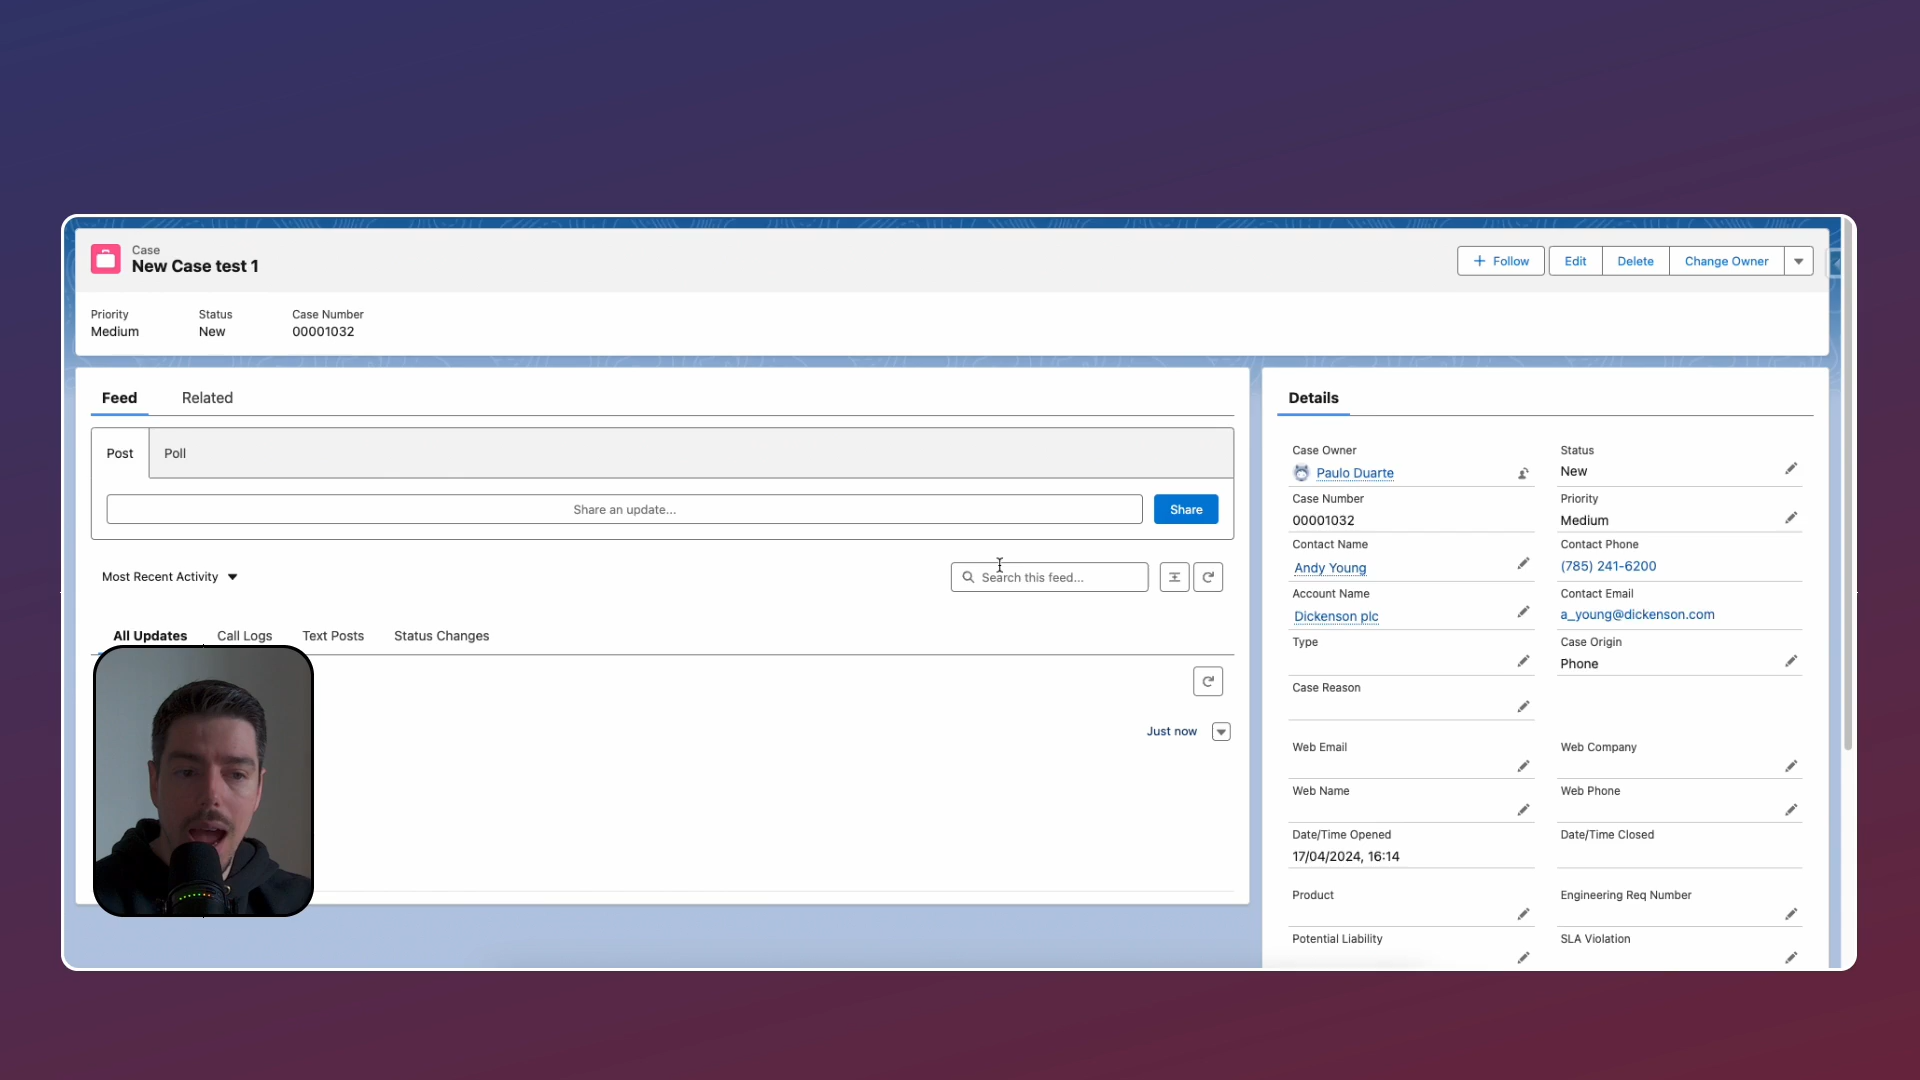 Case
New Case test 1
+ Follow
Edit
Delete
Change Owner
Priority
Status
Case Number
Medium
New
00001032
Feed
Related
Post
Poll
Share an update...
Share
Most Recent Activity
Search this feed...
All Updates
Call Logs
Text Posts
Status Changes
Just now
Details
Case Owner
Paulo Duarte
Status
New
Case Number
00001032
Priority
Medium
Contact Name
Andy Young
Contact Phone
(785) 241-6200
Account Name
Dickenson plc
Contact Email
a_young@dickenson.com
Type
Case Origin
Phone
Case Reason
Web Email
Web Company
Web Name
Web Phone
Date/Time Opened
17/04/2024, 16:14
Date/Time Closed
Product
Engineering Req Number
Potential Liability
SLA Violation